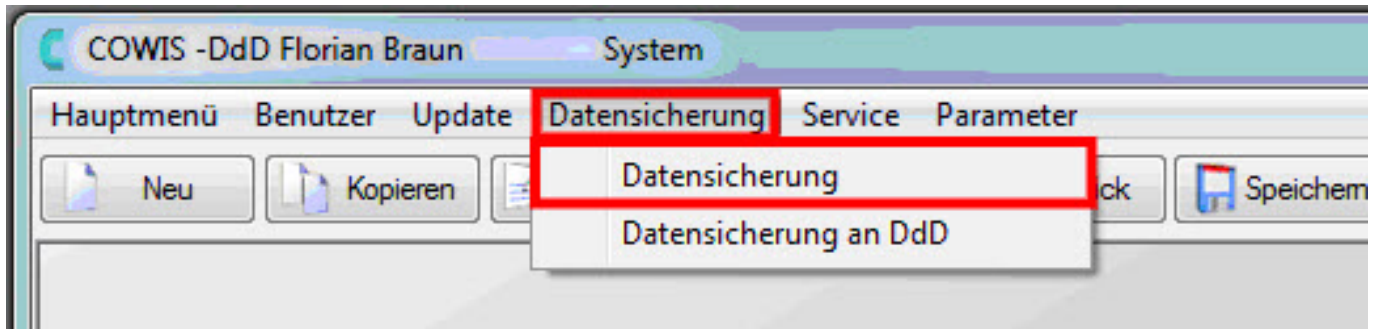 COWIS -DdD Florian Braun System
Hauptmenü Benutzer Update Datensicherung Service Parameter
Neu Kopieren ck Speichern
Datensicherung
Datensicherung an DdD